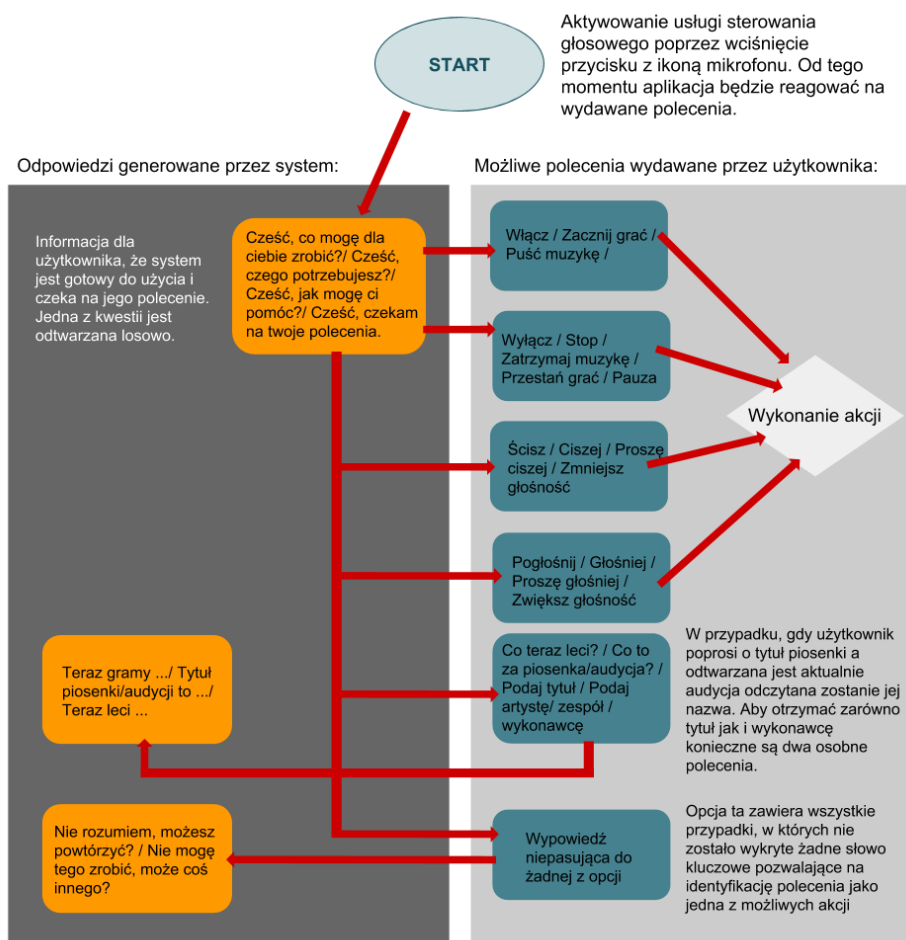 START
Aktywowanie usługi sterowania
głosowego poprzez wciśnięcie
przycisku z ikoną mikrofonu. Od tego
momentu aplikacja będzie reagować na
wydawane polecenia.
Odpowiedzi generowane przez system:
Możliwe polecenia wydawane przez użytkownika:
Informacja dla
użytkownika, że system
jest gotowy do użycia i
czeka na jego polecenie.
Jedna z kwestii jest
odtwarzana losowo.
Cześć, co mogę dla
ciebie zrobić?/ Cześć,
czego potrzebujesz?/
Cześć, jak mogę ci
pomóc?/ Cześć, czekam
na twoje polecenia.
Włącz / Zacznij grać /
Puść muzykę /
Wyłącz / Stop /
Zatrzymaj muzykę /
Przestań grać / Pauza
Wykonanie akcji
Ścisz / Ciszej / Proszę
ciszej / Zmniejsz
głośność
Pogłośnij / Głośniej /
Proszę głośniej /
Zwiększ głośność
Teraz gramy .../ Tytuł
piosenki/audycji to .../
Teraz leci ...
Co teraz leci? / Co to
za piosenka/audycja? /
Podaj tytuł / Podaj
artystę/ zespół /
wykonawcę
W przypadku, gdy użytkownik
poprosi o tytuł piosenki a
odtwarzana jest aktualnie
audycja odczytana zostanie jej
nazwa. Aby otrzymać zarówno
tytuł jak i wykonawcę
konieczne są dwa osobne
polecenia.
Nie rozumiem, możesz
powtórzyć? / Nie mogę
tego zrobić, może coś
innego?
Wypowiedź
niepasująca do
żadnej z opcji
Opcja ta zawiera wszystkie
przypadki, w których nie
zostało wykryte żadne słowo
kluczowe pozwalające na
identyfikację polecenia jako
jedna z możliwych akcji